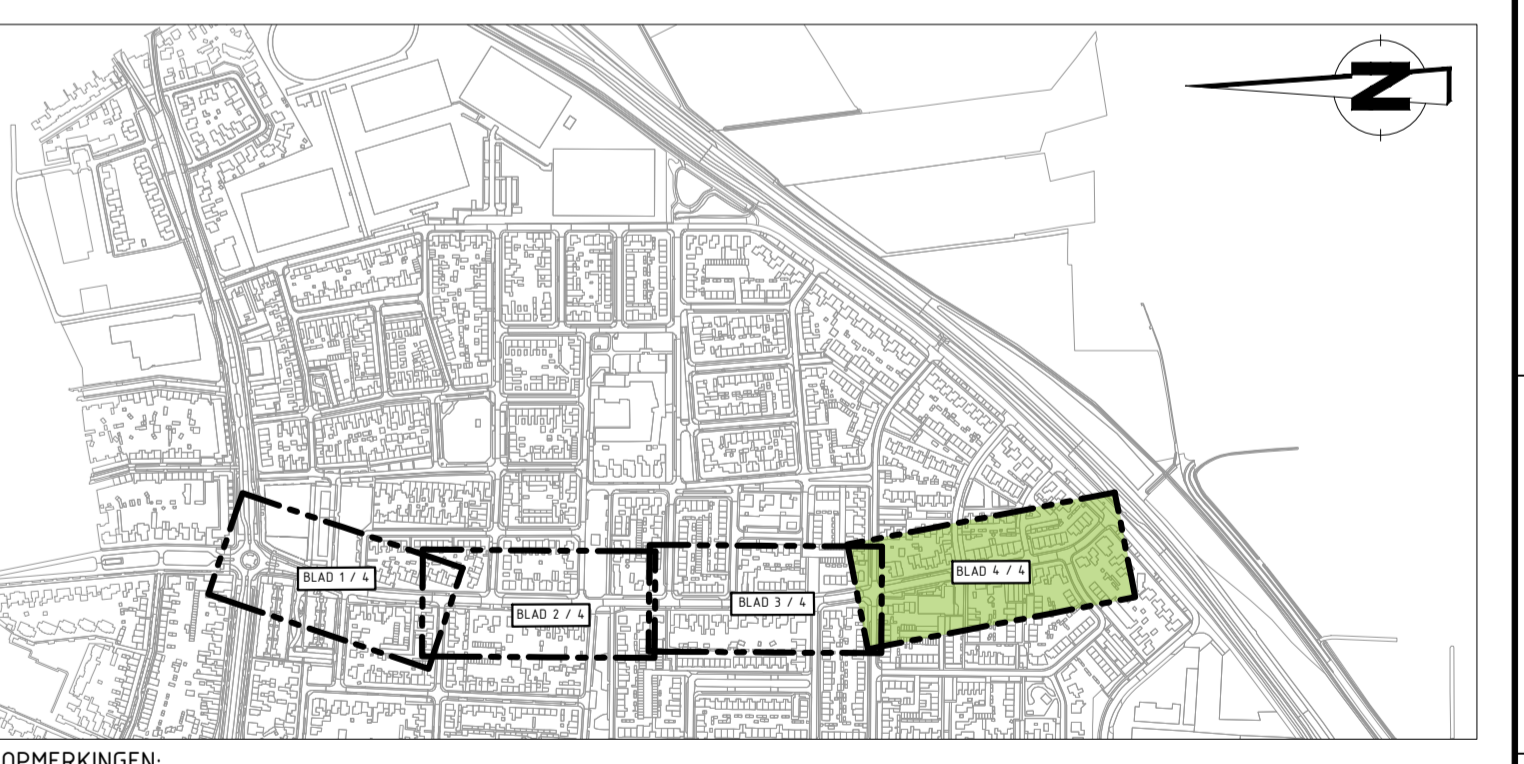 N
BLAD 1 / 4
BLAD 2 / 4
BLAD 3 / 4
BLAD 4 / 4
OPMERKINGEN: